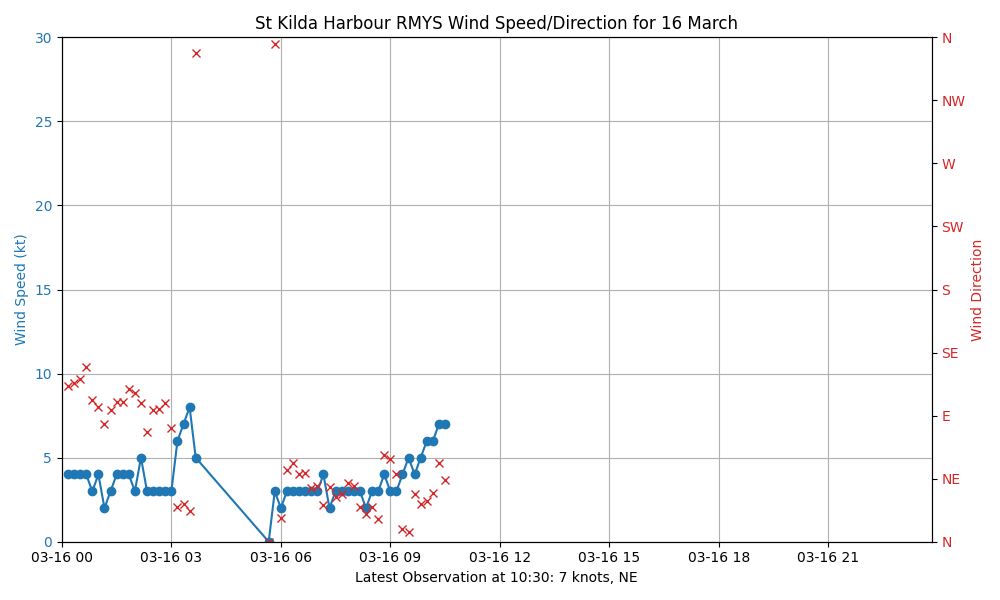 St Kilda Harbour RMYS Wind Speed/Direction for 16 March
30
25
20
15
10
5
0
Wind Speed (kt)
N
NW
W
SW
S
SE
E
NE
N
Wind Direction
03-16 00
03-16 03
03-16 06
03-16 09
03-16 12
03-16 15
03-16 18
03-16 21
Latest Observation at 10:30: 7 knots, NE